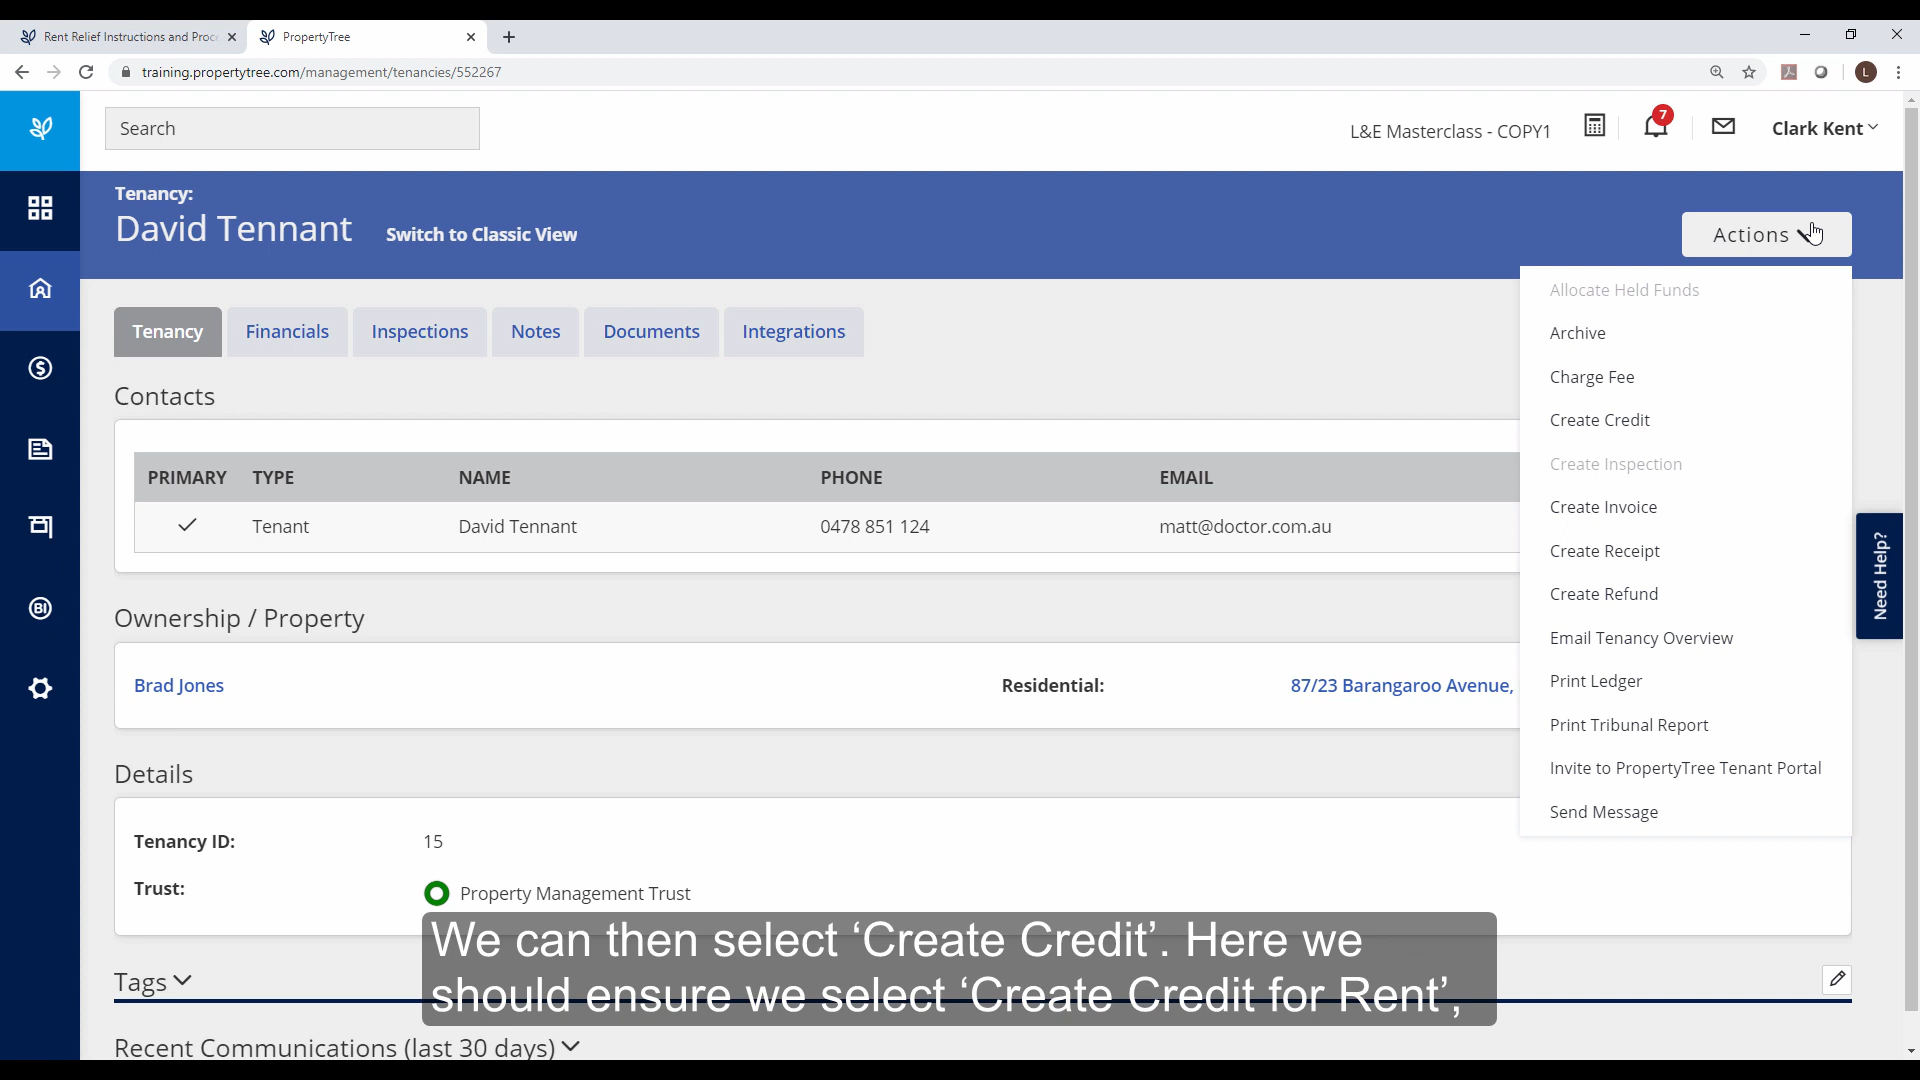 Rent Relief Instructions and Proc
PropertyTree
training.propertytree.com/management/tenancies/552267
L
Search
L&E Masterclass - COPY1
7
Clark Kent
Tenancy:
David Tennant
Switch to Classic View
Actions
Allocate Held Funds
Archive
Charge Fee
Create Credit
Create Inspection
Create Invoice
Create Receipt
Create Refund
Email Tenancy Overview
Print Ledger
Print Tribunal Report
Invite to PropertyTree Tenant Portal
Send Message
Tenancy
Financials
Inspections
Notes
Documents
Integrations
Contacts
PRIMARY TYPE NAME PHONE EMAIL
Tenant David Tennant 0478 851 124 matt@doctor.com.au
Need Help?
Ownership / Property
Brad Jones Residential: 87/23 Barangaroo Avenue,
BI
Details
Tenancy ID: 15
Trust: Property Management Trust
We can then select ‘Create Credit’. Here we
should ensure we select ‘Create Credit for Rent’,
Tags
Recent Communications (last 30 days)